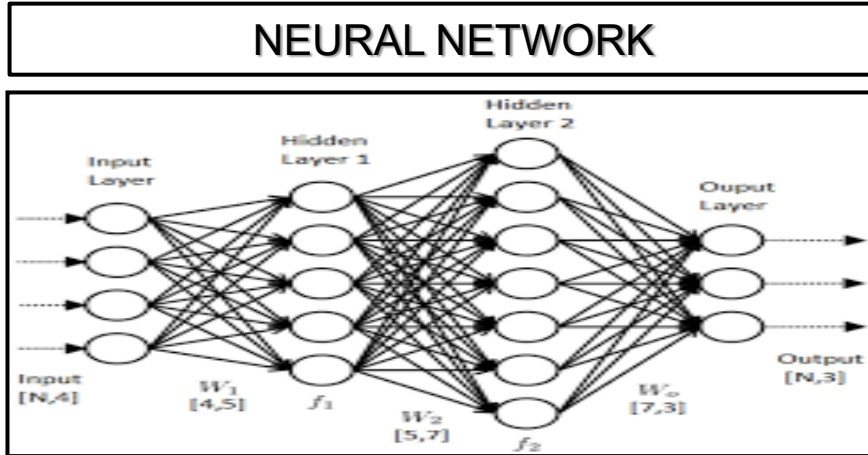 NEURAL NETWORK
Hidden
Layer 2
Hidden
Layer 1
Input
Layer
Ouput
Layer
Input
[N,4]
W₁
[4,5]
f₁
W₂
[5,7]
f₂
Wₒ
[7,3]
Output
[N,3]